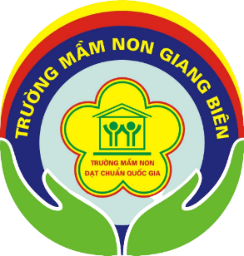 TRƯỜNG MẦM NON GIANG BIÊN
TRƯỜNG MẦM NON
ĐẠT CHUẨN QUỐC GIA